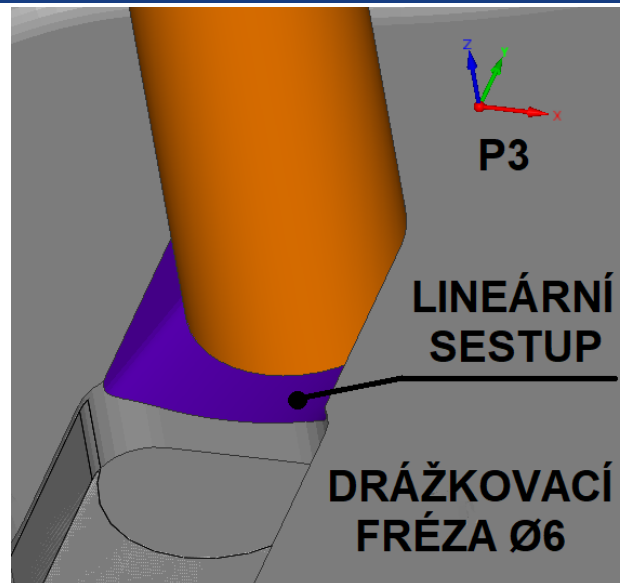 Z
Y
X
P3
LINEÁRNÍ
SESTUP
DRÁŽKOVACÍ
FRÉZA Ø6